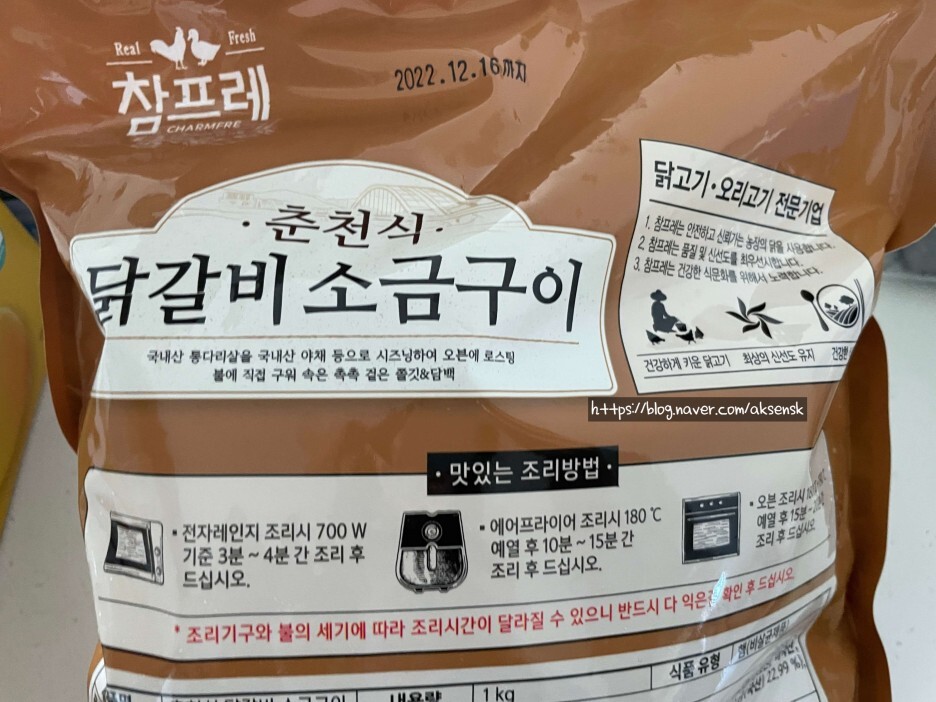 Real Fresh
참프레
CHARMFRE
2022.12.16까지
·춘천식·
닭갈비 소금구이
국내산 통다리살을 국내산 야채 등으로 시즈닝하여 오븐에 로스팅
불에 직접 구워 속은 촉촉 겉은 쫄깃&담백
닭고기·오리고기 전문기업
1. 참프레는 안전하고 신뢰가는 농장의 닭을 사용합니다.
2. 참프레는 품질 및 신선도를 최우선시합니다.
3. 참프레는 건강한 식문화를 위해서 노력합니다.
건강하게 키운 닭고기 최상의 신선도 유지 건강한
https://blog.naver.com/aksensk
· 맛있는 조리방법 ·
· 전자레인지 조리시 700 W
기준 3분 ~ 4분 간 조리 후
드십시오.
· 에어프라이어 조리시 180 ℃
예열 후 10분 ~ 15분 간
조리 후 드십시오.
· 오븐 조리시
예열 후 15분~
조리 후 드십시오.
* 조리기구와 불의 세기에 따라 조리시간이 달라질 수 있으니 반드시 다 익은 확인 후 드십시오.
식품 유형
내용량 1 kg
22.99 %),